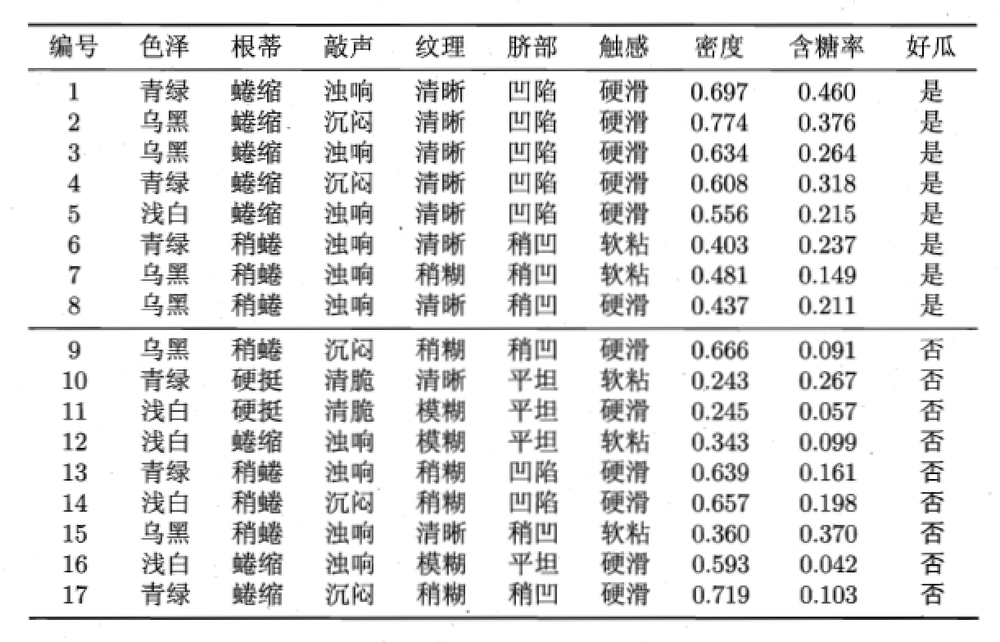 编号 色泽 根蒂 敲声 纹理 脐部 触感 密度 含糖率 好瓜
1 青绿 蜷缩 浊响 清晰 凹陷 硬滑 0.697 0.460 是
2 乌黑 蜷缩 沉闷 清晰 凹陷 硬滑 0.774 0.376 是
3 乌黑 蜷缩 浊响 清晰 凹陷 硬滑 0.634 0.264 是
4 青绿 蜷缩 沉闷 清晰 凹陷 硬滑 0.608 0.318 是
5 浅白 蜷缩 浊响 清晰 凹陷 硬滑 0.556 0.215 是
6 青绿 稍蜷 浊响 清晰 稍凹 软粘 0.403 0.237 是
7 乌黑 稍蜷 浊响 稍糊 稍凹 软粘 0.481 0.149 是
8 乌黑 稍蜷 浊响 清晰 稍凹 硬滑 0.437 0.211 是
9 乌黑 稍蜷 沉闷 稍糊 稍凹 硬滑 0.666 0.091 否
10 青绿 硬挺 清脆 清晰 平坦 软粘 0.243 0.267 否
11 浅白 硬挺 清脆 模糊 平坦 硬滑 0.245 0.057 否
12 浅白 蜷缩 浊响 模糊 平坦 软粘 0.343 0.099 否
13 青绿 稍蜷 浊响 稍糊 凹陷 硬滑 0.639 0.161 否
14 浅白 稍蜷 沉闷 稍糊 凹陷 硬滑 0.657 0.198 否
15 乌黑 稍蜷 浊响 清晰 稍凹 软粘 0.360 0.370 否
16 浅白 蜷缩 浊响 模糊 平坦 硬滑 0.593 0.042 否
17 青绿 蜷缩 沉闷 稍糊 稍凹 硬滑 0.719 0.103 否